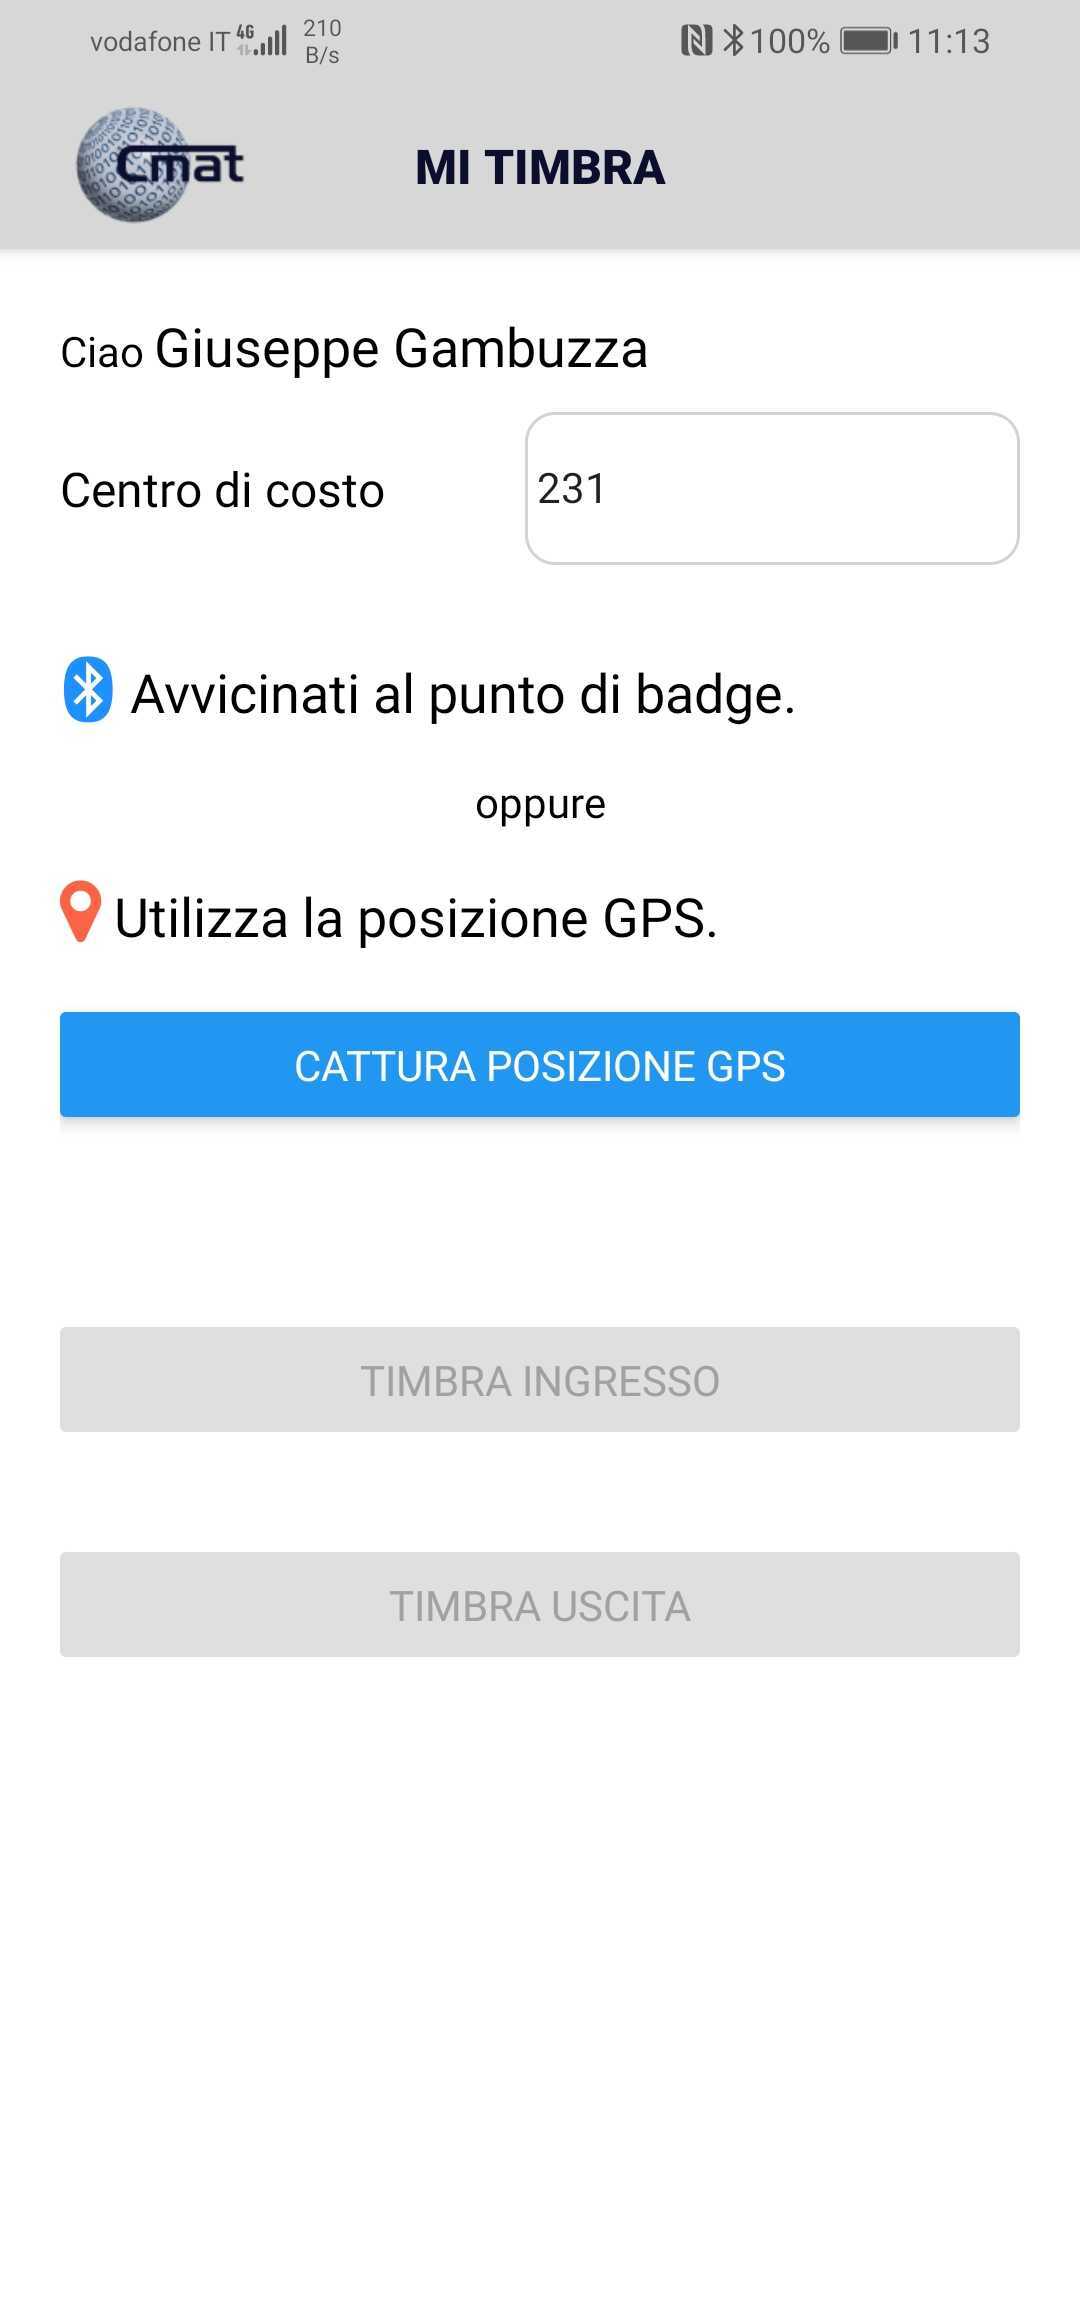 vodafone IT 4G 210 B/s 100% 11:13
Cmat
MI TIMBRA
Ciao Giuseppe Gambuzza
Centro di costo 231
Avvicinati al punto di badge.
oppure
Utilizza la posizione GPS.
CATTURA POSIZIONE GPS
TIMBRA INGRESSO
TIMBRA USCITA